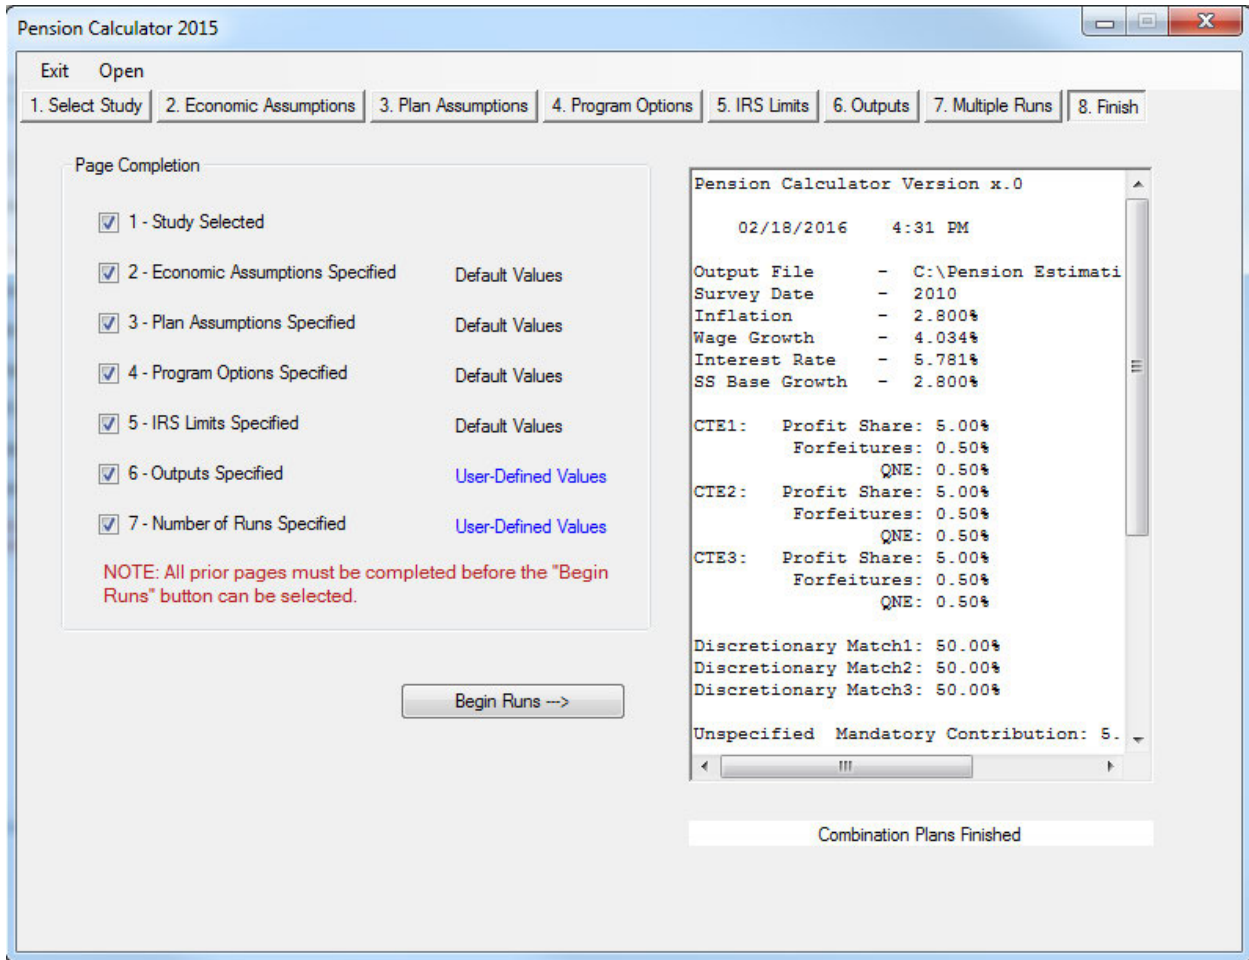 Pension Calculator 2015
Exit Open
1. Select Study 2. Economic Assumptions 3. Plan Assumptions 4. Program Options 5. IRS Limits 6. Outputs 7. Multiple Runs 8. Finish
Page Completion
1 - Study Selected
2 - Economic Assumptions Specified Default Values
3 - Plan Assumptions Specified Default Values
4 - Program Options Specified Default Values
5 - IRS Limits Specified Default Values
6 - Outputs Specified User-Defined Values
7 - Number of Runs Specified User-Defined Values
NOTE: All prior pages must be completed before the "Begin
Runs" button can be selected.
Begin Runs --->
Pension Calculator Version x.0
02/18/2016 4:31 PM
Output File - C:\Pension Estimati
Survey Date - 2010
Inflation - 2.800%
Wage Growth - 4.034%
Interest Rate - 5.781%
SS Base Growth - 2.800%
CTE1: Profit Share: 5.00%
Forfeitures: 0.50%
QNE: 0.50%
CTE2: Profit Share: 5.00%
Forfeitures: 0.50%
QNE: 0.50%
CTE3: Profit Share: 5.00%
Forfeitures: 0.50%
QNE: 0.50%
Discretionary Match1: 50.00%
Discretionary Match2: 50.00%
Discretionary Match3: 50.00%
Unspecified Mandatory Contribution: 5.
Combination Plans Finished